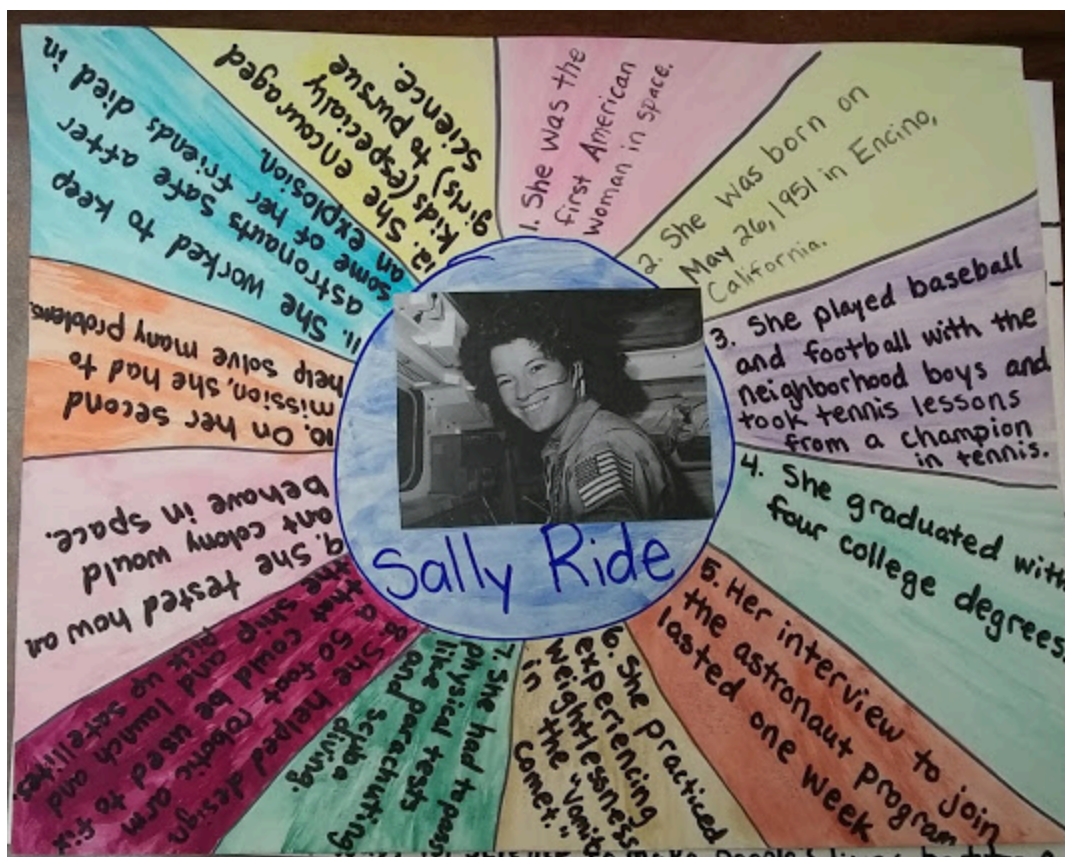 1. She was the
first American
woman in space.
2. She was born on
May 26, 1951 in Encino,
California.
3. She played baseball
and football with the
neighborhood boys and
took tennis lessons
from a champion
in tennis.
4. She graduated with
four college degrees.
5. Her interview to join
the astronaut program
lasted one week
6. She practiced
experiencing
weightlessness
in the "vomit
comet."
7. She had to pass
physical tests
like parachuting
and scuba
diving.
8. She helped design
a 50 foot robotic arm
that could be used to fix
the ship and launch and
pick up satellites.
9. She tested how an
ant colony would
behave in space.
10. On her second
mission, she had to
help solve many problems.
11. She worked to keep
astronauts safe after
some of her friends died in
an explosion.
12. She encouraged
kids (especially
girls) to pursue
science.
Sally Ride